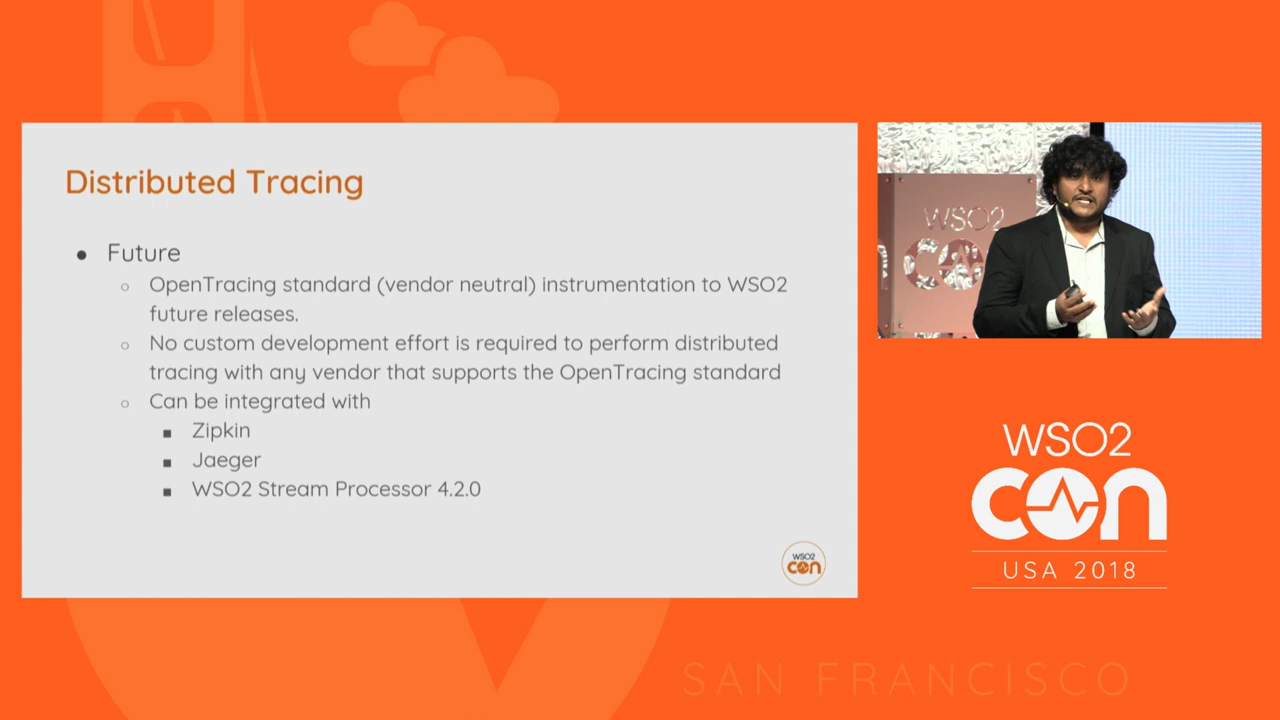 Distributed Tracing
● Future
○ OpenTracing standard (vendor neutral) instrumentation to WSO2
future releases.
○ No custom development effort is required to perform distributed
tracing with any vendor that supports the OpenTracing standard
○ Can be integrated with
■ Zipkin
■ Jaeger
■ WSO2 Stream Processor 4.2.0
WSO2
con
WSO2
CO
WSO2
con
USA 2018
SAN FRANCISCO